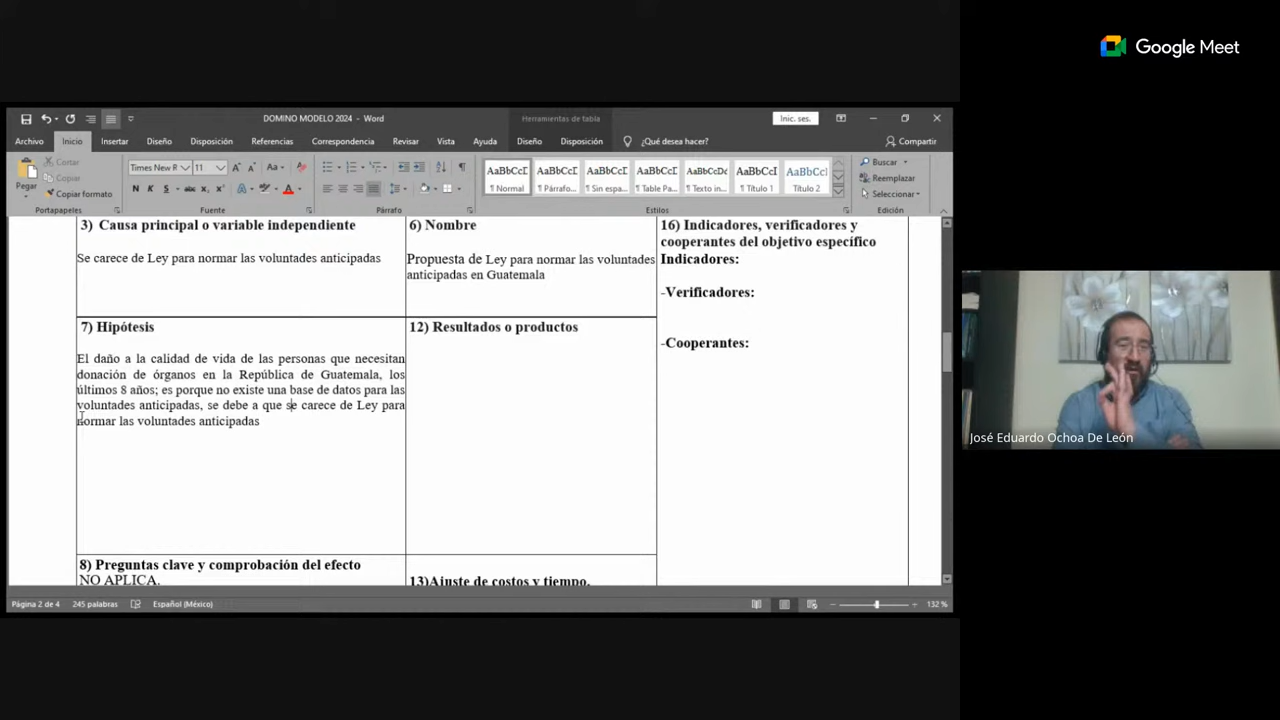 Google Meet
DOMINO MODELO 2024 - Word
Herramientas de tabla
Inic. ses.
Archivo Inicio Insertar Diseño Disposición Referencias Correspondencia Revisar Vista Ayuda Diseño Disposición ¿Qué desea hacer? Compartir
Pegar
Cortar
Copiar
Copiar formato
Portapapeles
Times New R 11
N K S abc x₂ x²
Fuente
Párrafo
AaBbCcI AaBbCcI AaBbCcI AaBbCcI AaBbCcDc AaBbCcI AaBbCcI
¶ Normal ¶ Párrafo... ¶ Sin espa... ¶ Table Pa... ¶ Texto in... ¶ Título 1 ¶ Título 2
Estilos
Buscar
Reemplazar
Seleccionar
Edición
3) Causa principal o variable independiente
Se carece de Ley para normar las voluntades anticipadas
6) Nombre
Propuesta de Ley para normar las voluntades
anticipadas en Guatemala
16) Indicadores, verificadores y
cooperantes del objetivo específico
Indicadores:
-Verificadores:
-Cooperantes:
7) Hipótesis
El daño a la calidad de vida de las personas que necesitan
donación de órganos en la República de Guatemala, los
últimos 8 años; es porque no existe una base de datos para las
voluntades anticipadas, se debe a que se carece de Ley para
normar las voluntades anticipadas
12) Resultados o productos
8) Preguntas clave y comprobación del efecto
NO APLICA.
13)Ajuste de costos y tiempo.
Página 2 de 4 245 palabras Español (México) 132 %
José Eduardo Ochoa De León